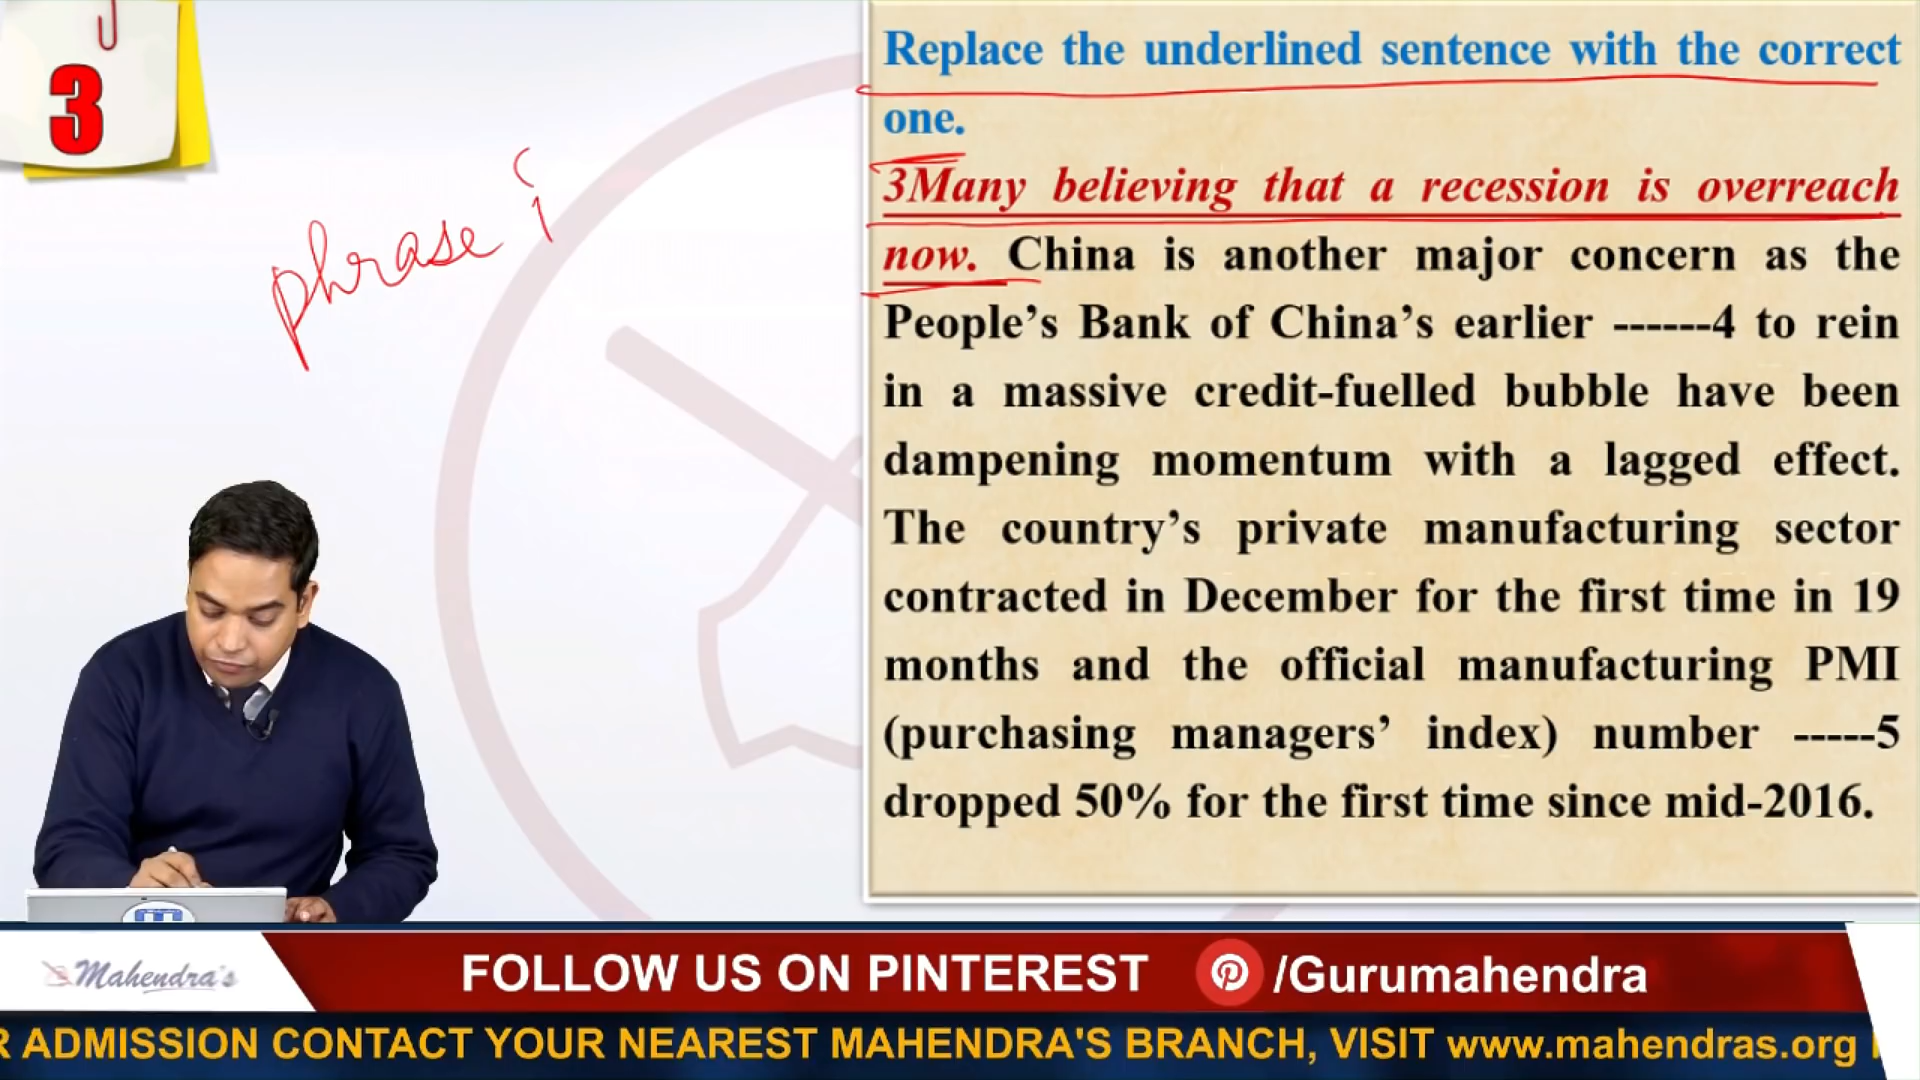 3
Replace the underlined sentence with the correct
one.
3Many believing that a recession is overreach
now. China is another major concern as the
People's Bank of China's earlier ------4 to rein
in a massive credit-fuelled bubble have been
dampening momentum with a lagged effect.
The country's private manufacturing sector
contracted in December for the first time in 19
months and the official manufacturing PMI
(purchasing managers' index) number -----5
dropped 50% for the first time since mid-2016.
phrase i
Mahendra's
FOLLOW US ON PINTEREST /Gurumahendra
R ADMISSION CONTACT YOUR NEAREST MAHENDRA'S BRANCH, VISIT www.mahendras.org